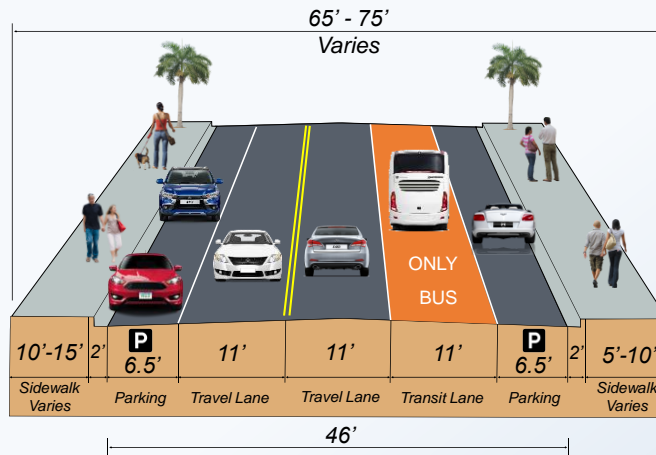 65' - 75'
Varies
ONLY
BUS
10'-15'
2'
P
6.5'
11'
11'
11'
P
6.5'
2'
5'-10'
Sidewalk
Varies
Parking
Travel Lane
Travel Lane
Transit Lane
Parking
Sidewalk
Varies
46'